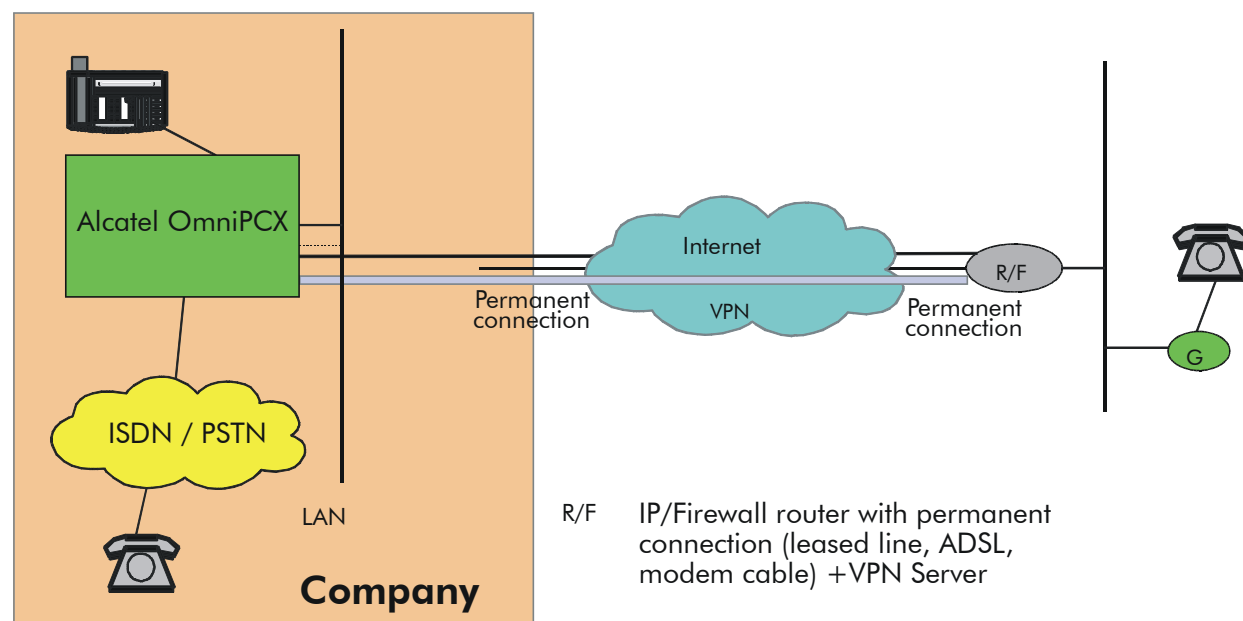 Alcatel OmniPCX
Internet
R/F
Permanent
connection
VPN
Permanent
connection
G
ISDN / PSTN
LAN
R/F
IP/Firewall router with permanent
connection (leased line, ADSL,
modem cable) +VPN Server
Company